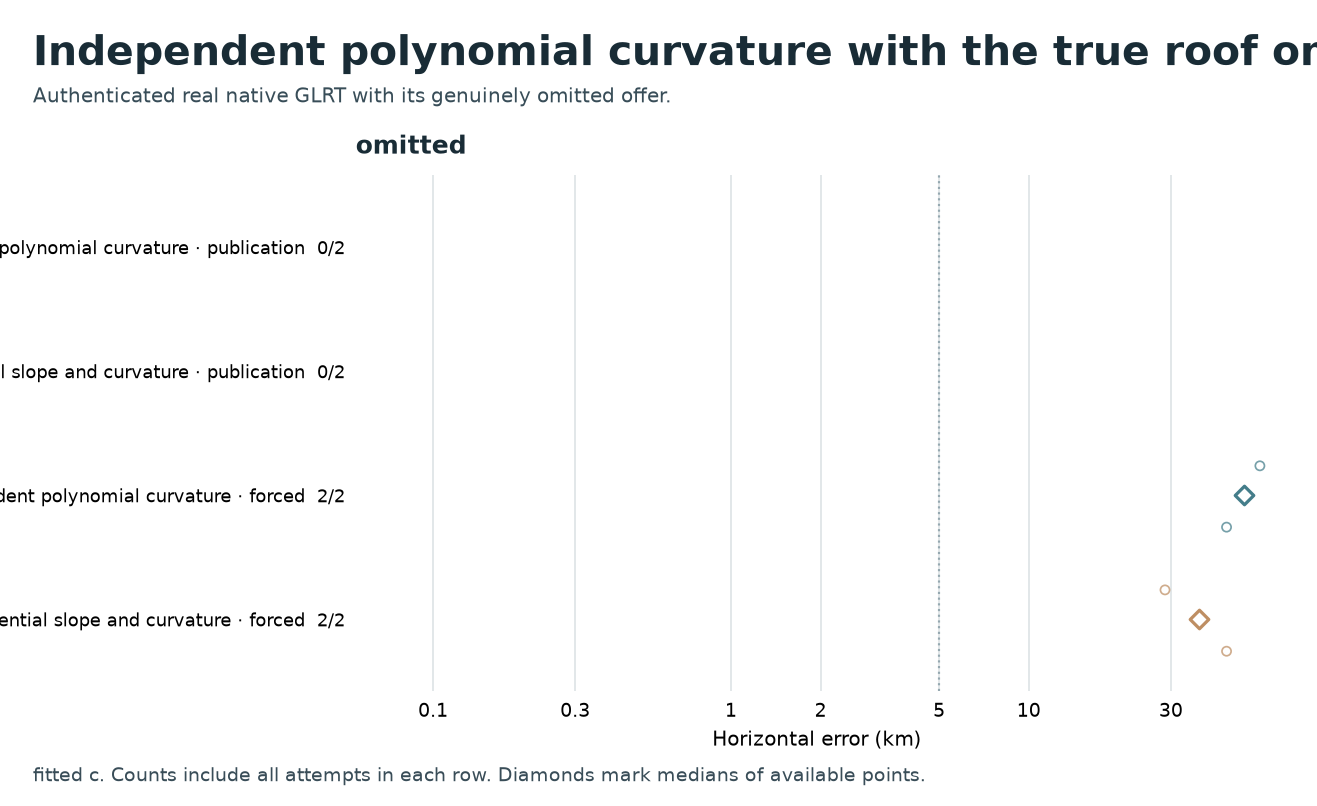 Independent polynomial curvature with the true roof
Authenticated real native GLRT with its genuinely omitted offer.
omitted
polynomial curvature · publication 0/2
slope and curvature · publication 0/2
polynomial curvature · forced 2/2
slope and curvature · forced 2/2
0.1 0.3 1 2 5 10 30
Horizontal error (km)
fitted c. Counts include all attempts in each row. Diamonds mark medians of available points.